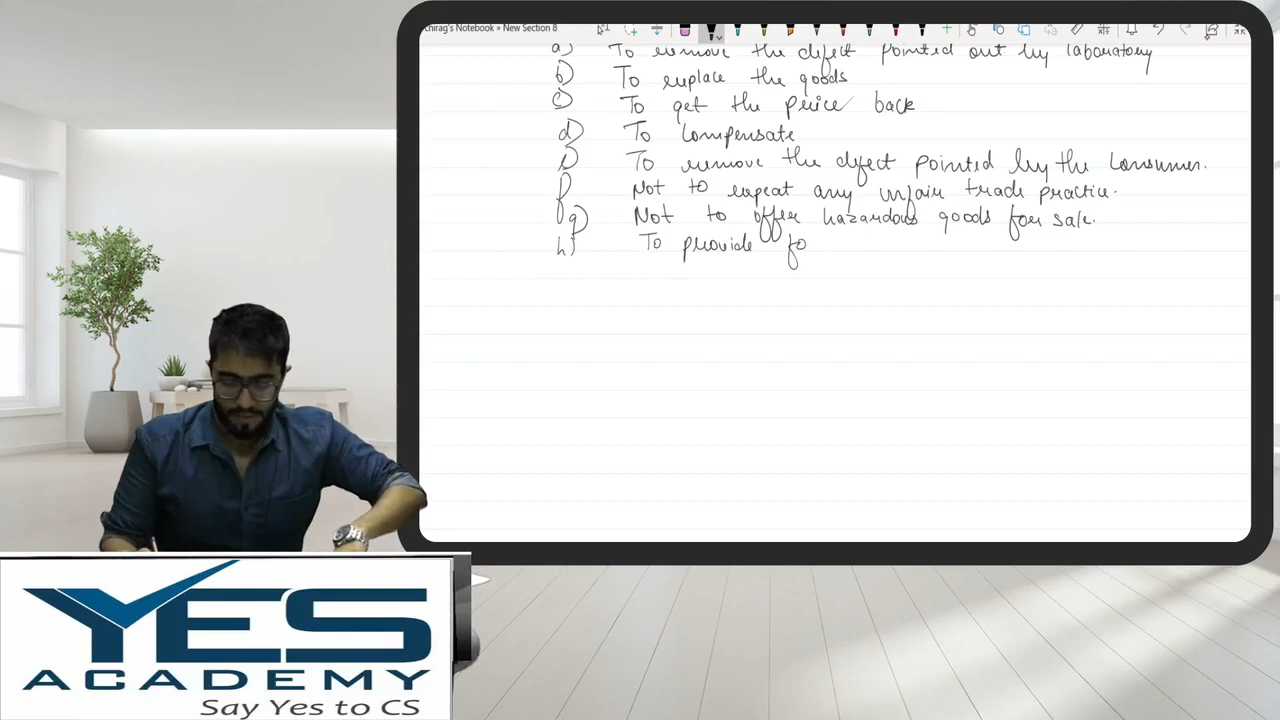 chirag's Notebook » New Section 8
a) To remove the defect pointed out by laboratory
b) To replace the goods
c) To get the price back
d) To compensate
e) To remove the defect pointed by the consumer.
f) Not to repeat any unfair trade practice.
g) Not to offer hazardous goods for sale.
h) To provide fo
YES
ACADEMY
Say Yes to CS